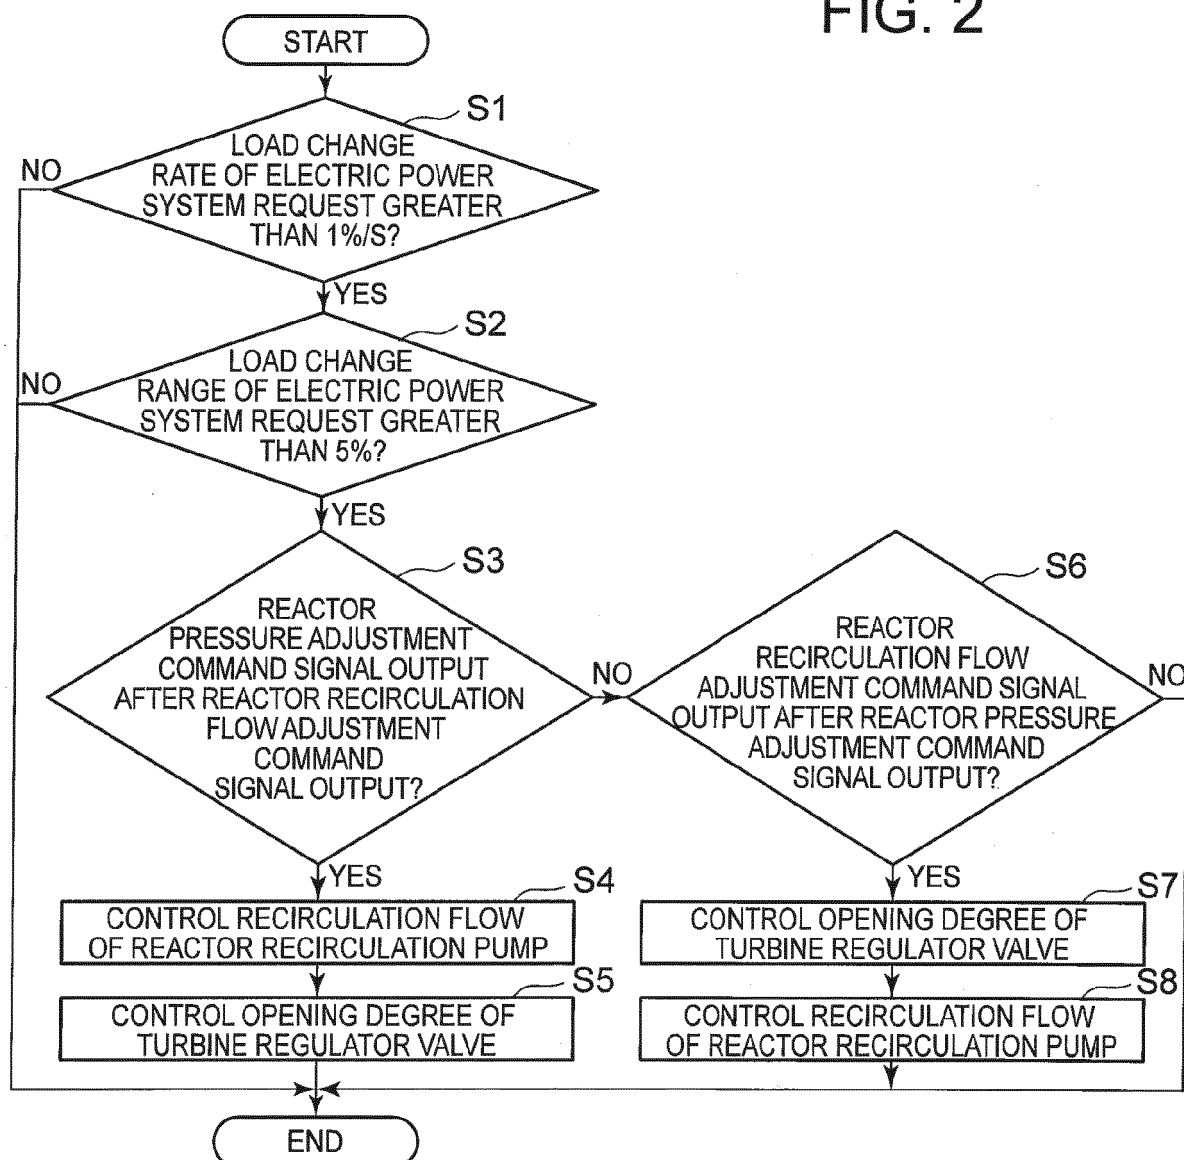 FIG. 2
START
S1
LOAD CHANGE
RATE OF ELECTRIC POWER
SYSTEM REQUEST GREATER
THAN 1%/S?
NO
YES
S2
LOAD CHANGE
RANGE OF ELECTRIC POWER
SYSTEM REQUEST GREATER
THAN 5%?
NO
YES
S3
REACTOR
PRESSURE ADJUSTMENT
COMMAND SIGNAL OUTPUT
AFTER REACTOR RECIRCULATION
FLOW ADJUSTMENT
COMMAND
SIGNAL OUTPUT?
NO
YES
S6
REACTOR
RECIRCULATION FLOW
ADJUSTMENT COMMAND SIGNAL
OUTPUT AFTER REACTOR PRESSURE
ADJUSTMENT COMMAND
SIGNAL OUTPUT?
NO
YES
S4
CONTROL RECIRCULATION FLOW
OF REACTOR RECIRCULATION PUMP
S5
CONTROL OPENING DEGREE OF
TURBINE REGULATOR VALVE
S7
CONTROL OPENING DEGREE OF
TURBINE REGULATOR VALVE
S8
CONTROL RECIRCULATION FLOW
OF REACTOR RECIRCULATION PUMP
END